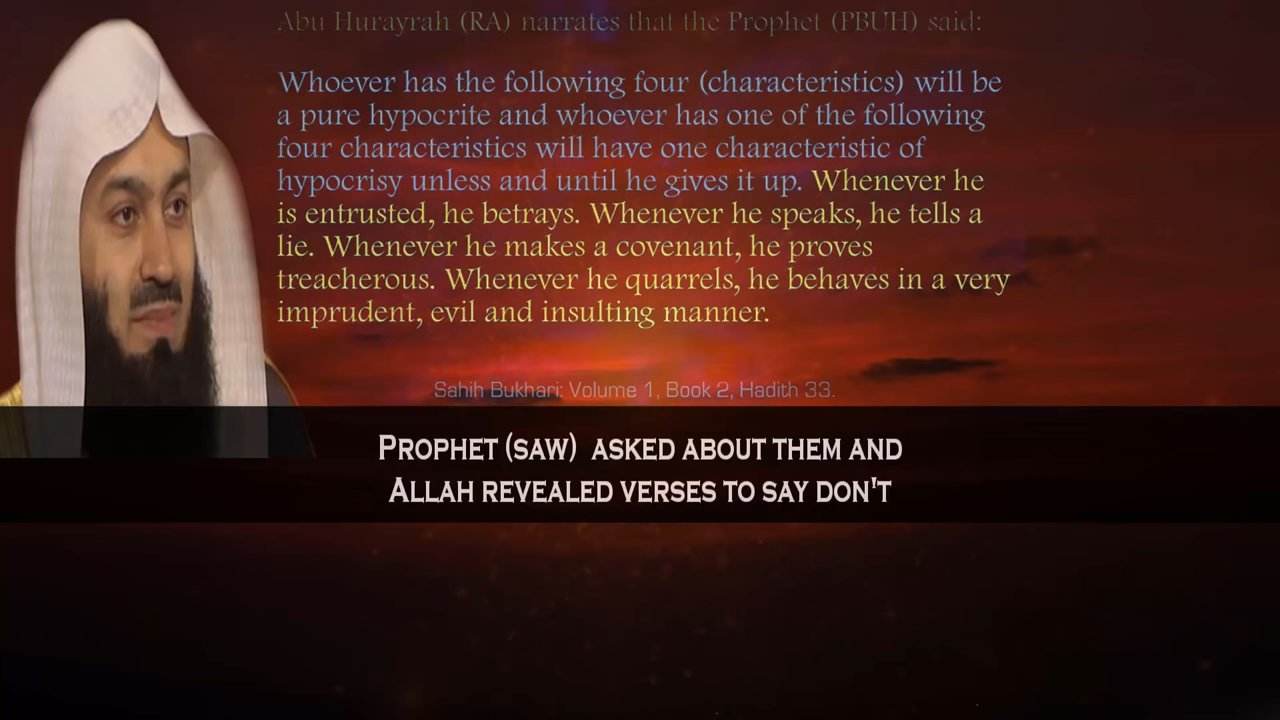 Abu Hurayrah (RA) narrates that the Prophet (PBUH) said:
Whoever has the following four (characteristics) will be
a pure hypocrite and whoever has one of the following
four characteristics will have one characteristic of
hypocrisy unless and until he gives it up. Whenever he
is entrusted, he betrays. Whenever he speaks, he tells a
lie. Whenever he makes a covenant, he proves
treacherous. Whenever he quarrels, he behaves in a very
imprudent, evil and insulting manner.
Sahih Bukhari: Volume 1, Book 2, Hadith 33.
PROPHET (SAW) ASKED ABOUT THEM AND
ALLAH REVEALED VERSES TO SAY DON'T